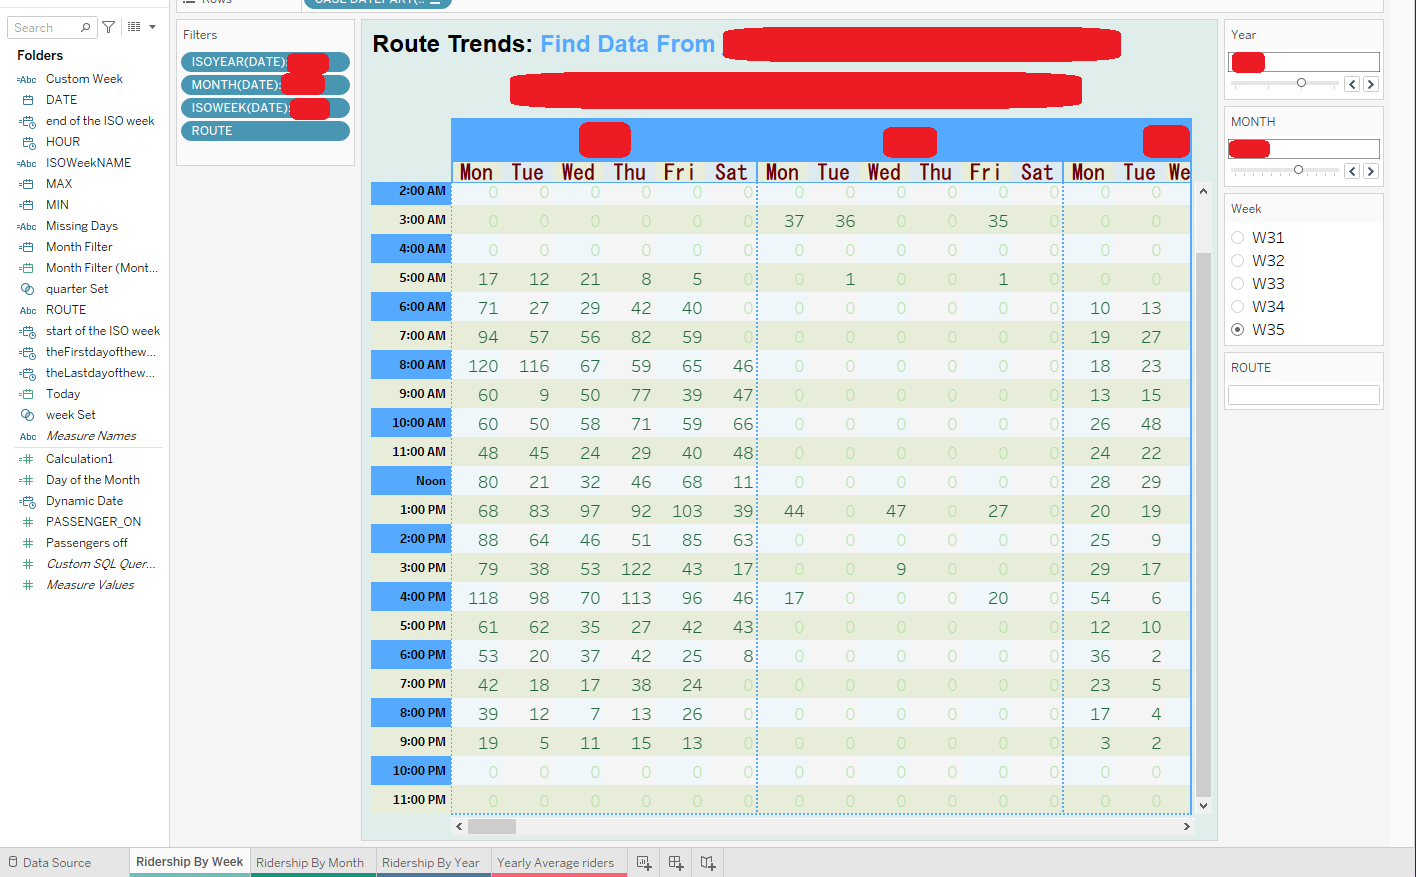 Rows
CASE DATEPART(..
Search
Folders
Custom Week
DATE
end of the ISO week
HOUR
ISOWeekNAME
MAX
MIN
Missing Days
Month Filter
Month Filter (Mont...
quarter Set
ROUTE
start of the ISO week
theFirstdayofthew...
theLastdayofthew...
Today
week Set
Measure Names
Calculation1
Day of the Month
Dynamic Date
PASSENGER_ON
Passengers off
Custom SQL Quer...
Measure Values
Filters
ISOYEAR(DATE):
MONTH(DATE):
ISOWEEK(DATE):
ROUTE
Route Trends: Find Data From
Mon Tue Wed Thu Fri Sat Mon Tue Wed Thu Fri Sat Mon Tue We
2:00 AM 0 0 0 0 0 0 0 0 0 0 0 0 0 0
3:00 AM 0 0 0 0 0 0 37 36 0 0 35 0 0 0
4:00 AM 0 0 0 0 0 0 0 0 0 0 0 0 0 0
5:00 AM 17 12 21 8 5 0 0 1 0 0 1 0 0 0
6:00 AM 71 27 29 42 40 0 0 0 0 0 0 0 10 13
7:00 AM 94 57 56 82 59 0 0 0 0 0 0 0 19 27
8:00 AM 120 116 67 59 65 46 0 0 0 0 0 0 18 23
9:00 AM 60 9 50 77 39 47 0 0 0 0 0 0 13 15
10:00 AM 60 50 58 71 59 66 0 0 0 0 0 0 26 48
11:00 AM 48 45 24 29 40 48 0 0 0 0 0 0 24 22
Noon 80 21 32 46 68 11 0 0 0 0 0 0 28 29
1:00 PM 68 83 97 92 103 39 44 0 47 0 27 0 20 19
2:00 PM 88 64 46 51 85 63 0 0 0 0 0 0 25 9
3:00 PM 79 38 53 122 43 17 0 0 9 0 0 0 29 17
4:00 PM 118 98 70 113 96 46 17 0 0 0 20 0 54 6
5:00 PM 61 62 35 27 42 43 0 0 0 0 0 0 12 10
6:00 PM 53 20 37 42 25 8 0 0 0 0 0 0 36 2
7:00 PM 42 18 17 38 24 0 0 0 0 0 0 0 23 5
8:00 PM 39 12 7 13 26 0 0 0 0 0 0 0 17 4
9:00 PM 19 5 11 15 13 0 0 0 0 0 0 0 3 2
10:00 PM 0 0 0 0 0 0 0 0 0 0 0 0 0 0
11:00 PM 0 0 0 0 0 0 0 0 0 0 0 0 0 0
Year
MONTH
Week
W31
W32
W33
W34
W35
ROUTE
Data Source
Ridership By Week
Ridership By Month
Ridership By Year
Yearly Average riders